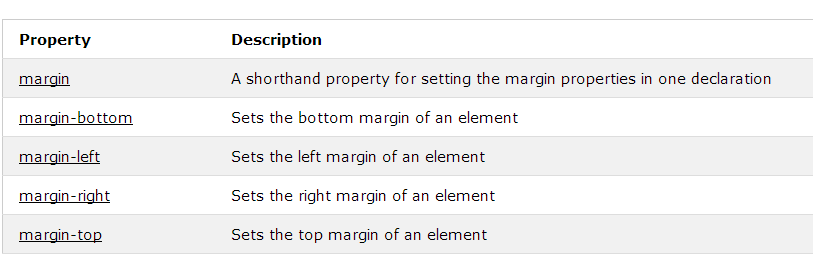 Property Description
margin A shorthand property for setting the margin properties in one declaration
margin-bottom Sets the bottom margin of an element
margin-left Sets the left margin of an element
margin-right Sets the right margin of an element
margin-top Sets the top margin of an element